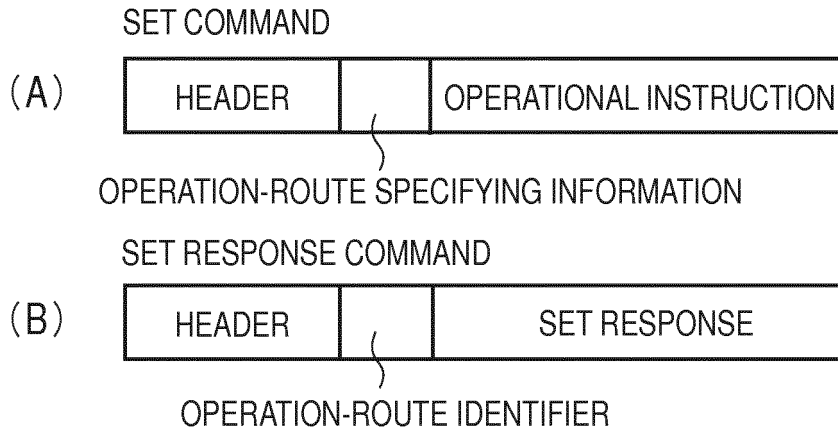 SET COMMAND
(A)
HEADER
OPERATIONAL INSTRUCTION
OPERATION-ROUTE SPECIFYING INFORMATION
SET RESPONSE COMMAND
(B)
HEADER
SET RESPONSE
OPERATION-ROUTE IDENTIFIER